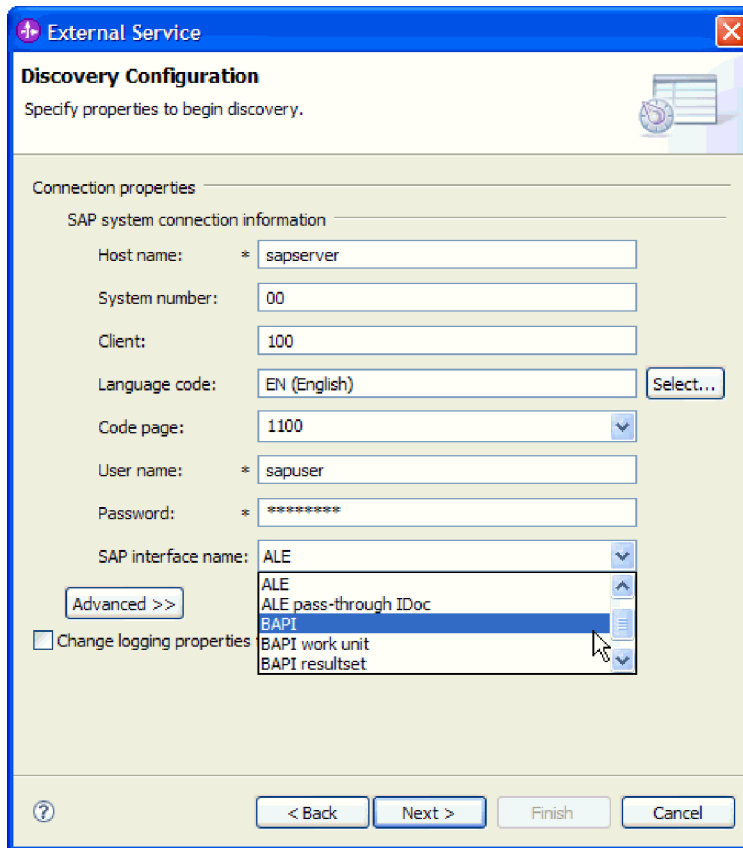 External Service
Discovery Configuration
Specify properties to begin discovery.
Connection properties
SAP system connection information
Host name: * sapserver
System number: 00
Client: 100
Language code: EN (English) Select...
Code page: 1100
User name: * sapuser
Password: * ********
SAP interface name: ALE
ALE
Advanced >> ALE pass-through IDoc
BAPI
Change logging properties BAPI work unit
BAPI resultset
? < Back Next > Finish Cancel